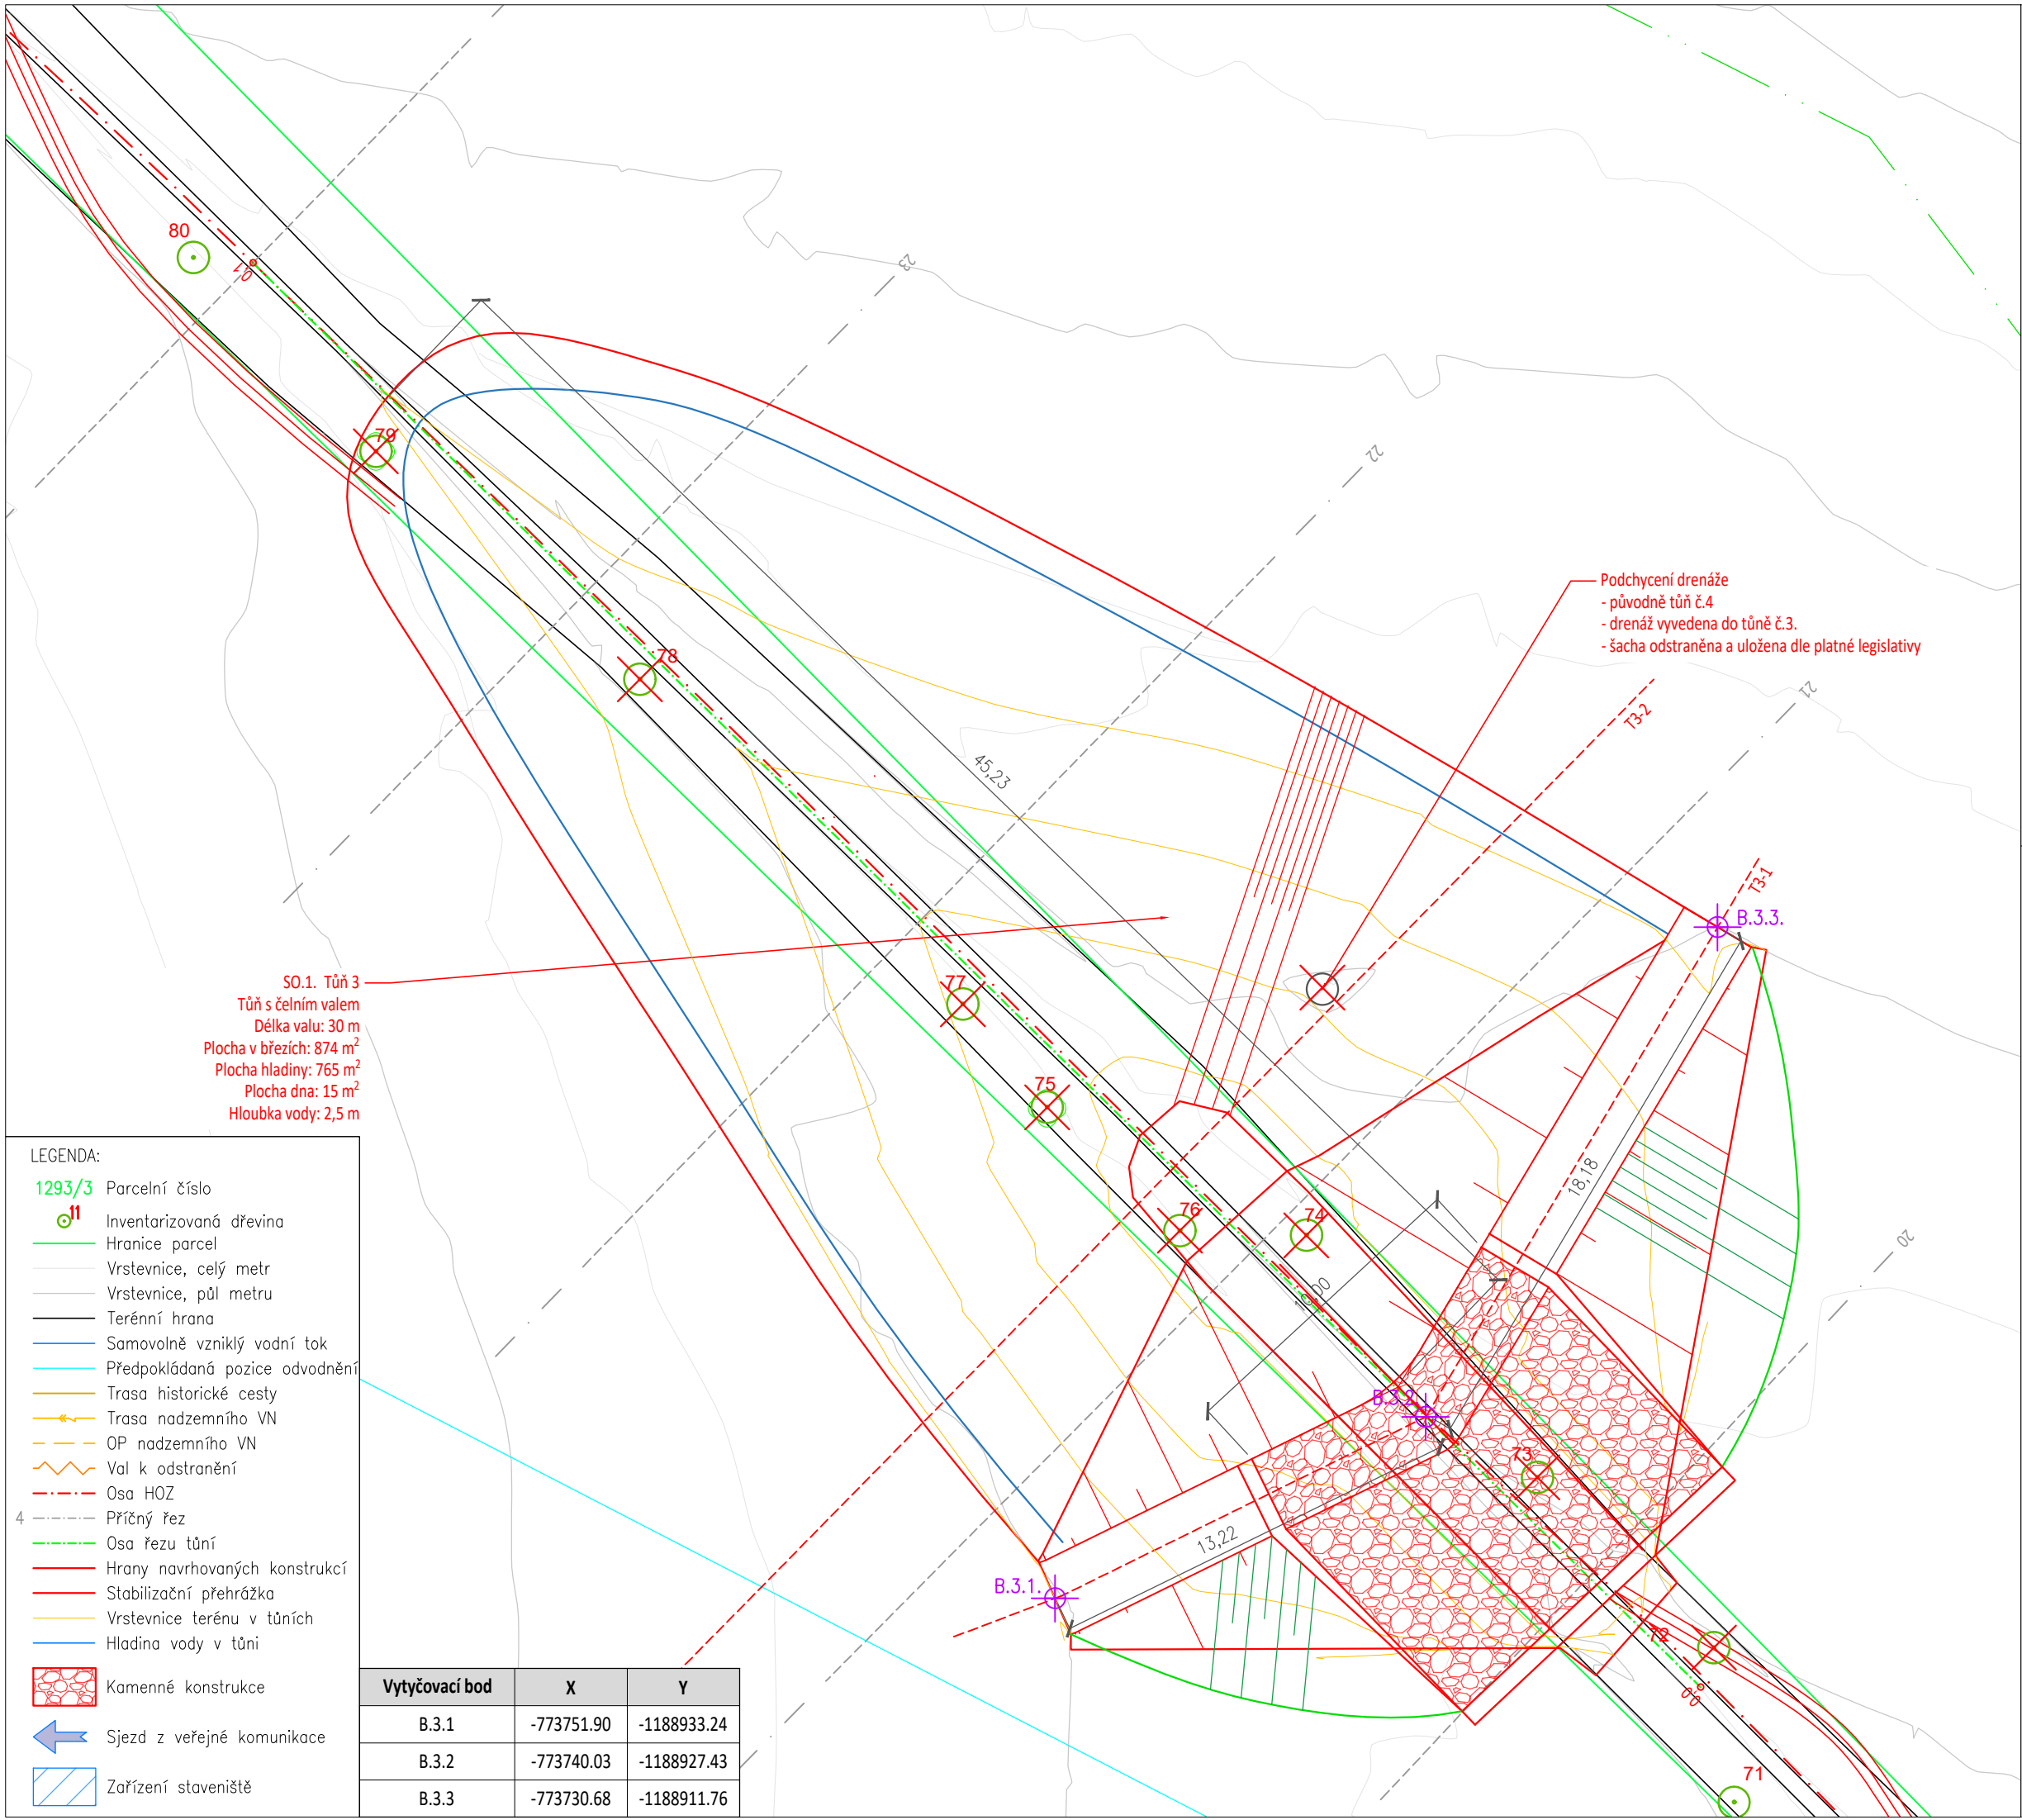 80
0.1
23
79
22
Podchycení drenáže
- původně tůň č.4
- drenáž vyvedena do tůně č.3.
- šacha odstraněna a uložena dle platné legislativy
78
21
T3-2
45,23
T3-1
B.3.3.
SO.1. Tůň 3
Tůň s čelním valem
Délka valu: 30 m
Plocha v březích: 874 m²
Plocha hladiny: 765 m²
Plocha dna: 15 m²
Hloubka vody: 2,5 m
77
75
18,18
76
74
20
B.3.2
73
13,22
B.3.1.
72
0.0
71
LEGENDA:
1293/3 Parcelní číslo
11 Inventarizovaná dřevina
Hranice parcel
Vrstevnice, celý metr
Vrstevnice, půl metru
Terénní hrana
Samovolně vzniklý vodní tok
Předpokládaná pozice odvodnění
Trasa historické cesty
Trasa nadzemního VN
OP nadzemního VN
Val k odstranění
Osa HOZ
4 Příčný řez
Osa řezu tůní
Hrany navrhovaných konstrukcí
Stabilizační přehrážka
Vrstevnice terénu v tůních
Hladina vody v tůni
Kamenné konstrukce
Sjezd z veřejné komunikace
Zařízení staveniště
Vytyčovací bod X Y
B.3.1 -773751.90 -1188933.24
B.3.2 -773740.03 -1188927.43
B.3.3 -773730.68 -1188911.76